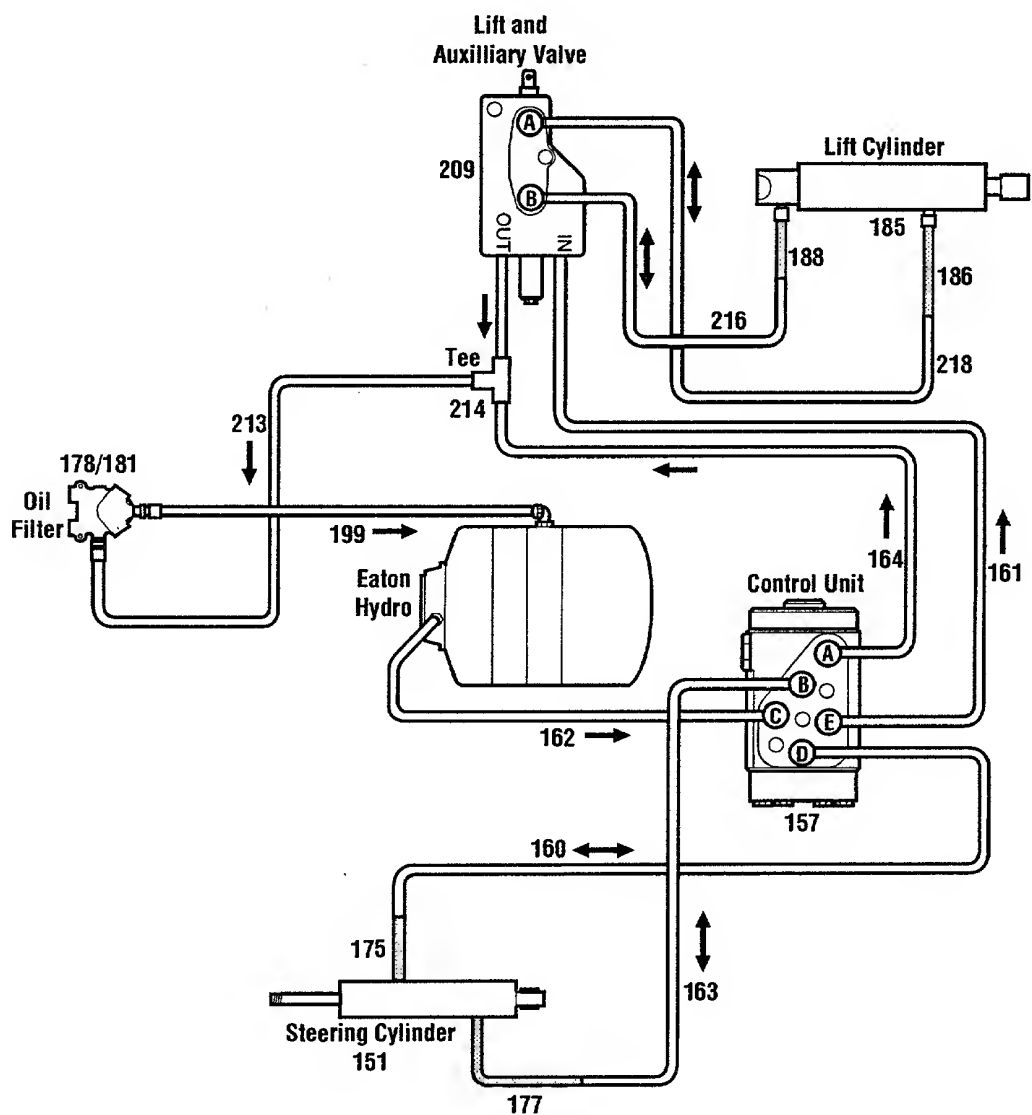 Lift and
Auxilliary Valve
A
209
B
OUT
IN
Lift Cylinder
185
188
186
216
218
Tee
214
213
178/181
Oil
Filter
199
Eaton
Hydro
164
161
Control Unit
A
B
C
E
D
162
157
160
175
163
Steering Cylinder
151
177